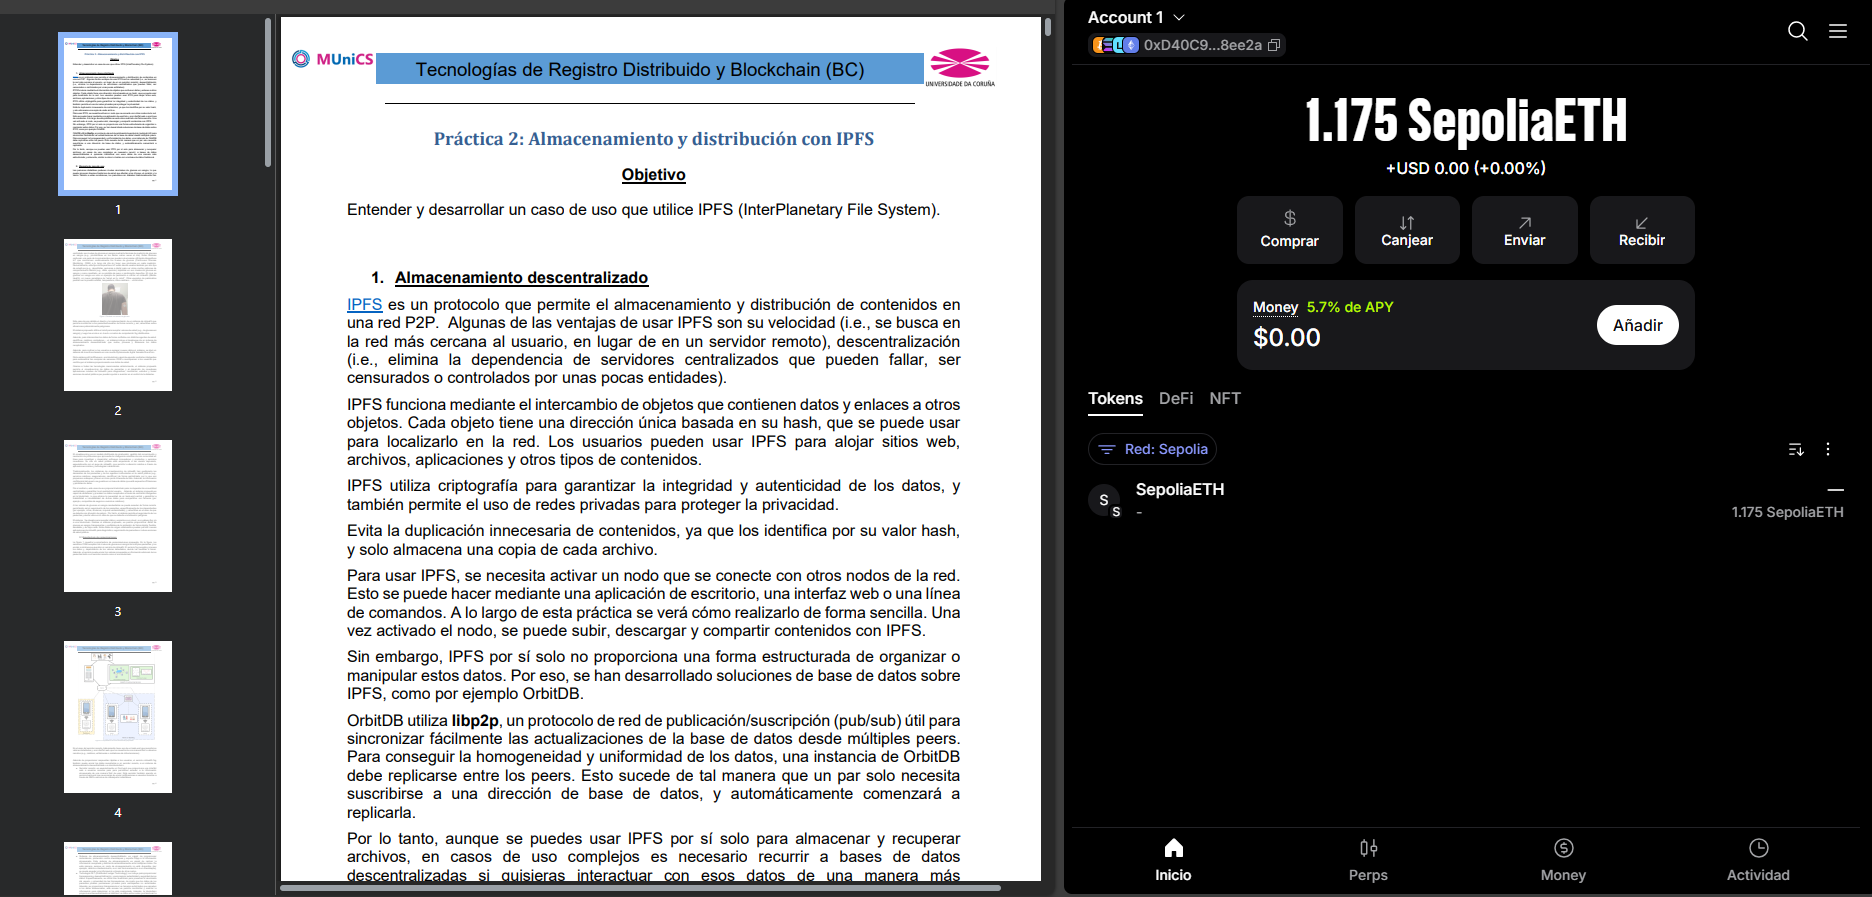 1
2
3
4
MUniCS
Tecnologías de Registro Distribuido y Blockchain (BC)
UNIVERSIDADE DA CORUÑA
Práctica 2: Almacenamiento y distribución con IPFS
Objetivo
Entender y desarrollar un caso de uso que utilice IPFS (InterPlanetary File System).
1. Almacenamiento descentralizado
IPFS es un protocolo que permite el almacenamiento y distribución de contenidos en
una red P2P. Algunas de las ventajas de usar IPFS son su velocidad (i.e., se busca en
la red más cercana al usuario, en lugar de en un servidor remoto), descentralización
(i.e., elimina la dependencia de servidores centralizados que pueden fallar, ser
censurados o controlados por unas pocas entidades).
IPFS funciona mediante el intercambio de objetos que contienen datos y enlaces a otros
objetos. Cada objeto tiene una dirección única basada en su hash, que se puede usar
para localizarlo en la red. Los usuarios pueden usar IPFS para alojar sitios web,
archivos, aplicaciones y otros tipos de contenidos.
IPFS utiliza criptografía para garantizar la integridad y autenticidad de los datos, y
también permite el uso de redes privadas para proteger la privacidad.
Evita la duplicación innecesaria de contenidos, ya que los identifica por su valor hash,
y solo almacena una copia de cada archivo.
Para usar IPFS, se necesita activar un nodo que se conecte con otros nodos de la red.
Esto se puede hacer mediante una aplicación de escritorio, una interfaz web o una línea
de comandos. A lo largo de esta práctica se verá cómo realizarlo de forma sencilla. Una
vez activado el nodo, se puede subir, descargar y compartir contenidos con IPFS.
Sin embargo, IPFS por sí solo no proporciona una forma estructurada de organizar o
manipular estos datos. Por eso, se han desarrollado soluciones de base de datos sobre
IPFS, como por ejemplo OrbitDB.
OrbitDB utiliza libp2p, un protocolo de red de publicación/suscripción (pub/sub) útil para
sincronizar fácilmente las actualizaciones de la base de datos desde múltiples peers.
Para conseguir la homogeneidad y uniformidad de los datos, una instancia de OrbitDB
debe replicarse entre los peers. Esto sucede de tal manera que un par solo necesita
suscribirse a una dirección de base de datos, y automáticamente comenzará a
replicarla.
Por lo tanto, aunque se puedes usar IPFS por sí solo para almacenar y recuperar
archivos, en casos de uso complejos es necesario recurrir a bases de datos
descentralizadas si quisieras interactuar con esos datos de una manera más
Account 1
0xD40C9...8ee2a
1.175 SepoliaETH
+USD 0.00 (+0.00%)
Comprar
Canjear
Enviar
Recibir
Money 5.7% de APY
$0.00
Añadir
Tokens DeFi NFT
Red: Sepolia
S
S
SepoliaETH
-
—
1.175 SepoliaETH
Inicio
Perps
Money
Actividad